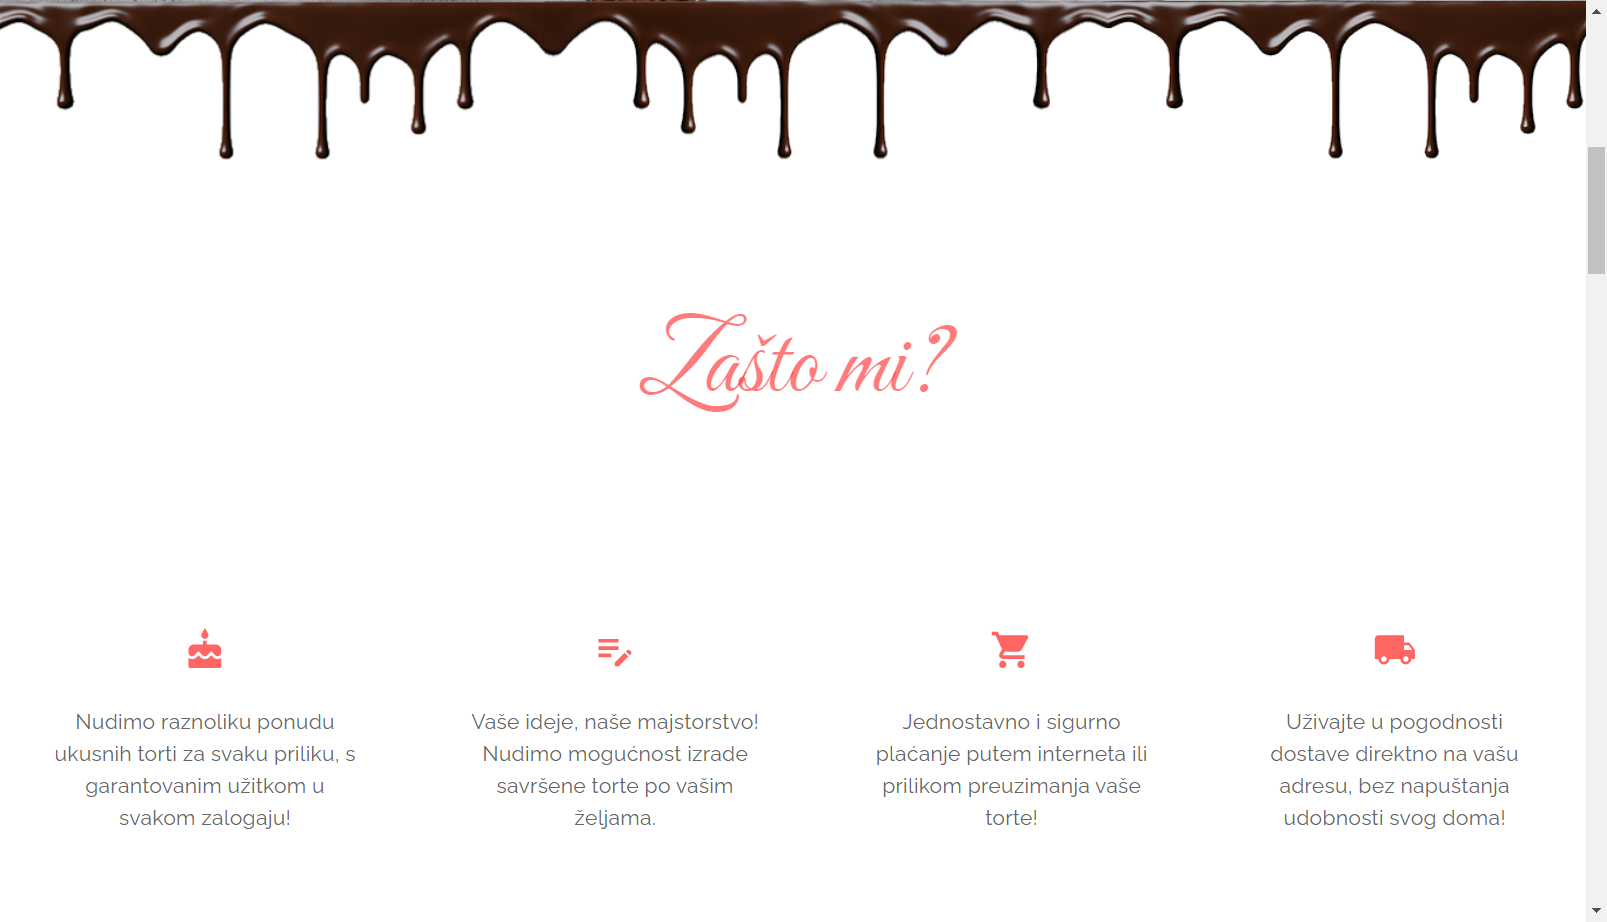 Zašto mi?
Nudimo raznoliku ponudu
ukusnih torti za svaku priliku, s
garantovanim užitkom u
svakom zalogaju!
Vaše ideje, naše majstorstvo!
Nudimo mogućnost izrade
savršene torte po vašim
željama.
Jednostavno i sigurno
plaćanje putem interneta ili
prilikom preuzimanja vaše
torte!
Uživajte u pogodnosti
dostave direktno na vašu
adresu, bez napuštanja
udobnosti svog doma!